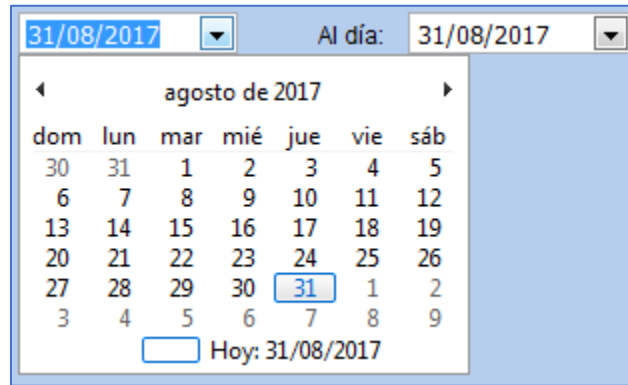 31/08/2017 Al día: 31/08/2017
agosto de 2017
dom lun mar mié jue vie sáb
30 31 1 2 3 4 5
6 7 8 9 10 11 12
13 14 15 16 17 18 19
20 21 22 23 24 25 26
27 28 29 30 31 1 2
3 4 5 6 7 8 9
Hoy: 31/08/2017